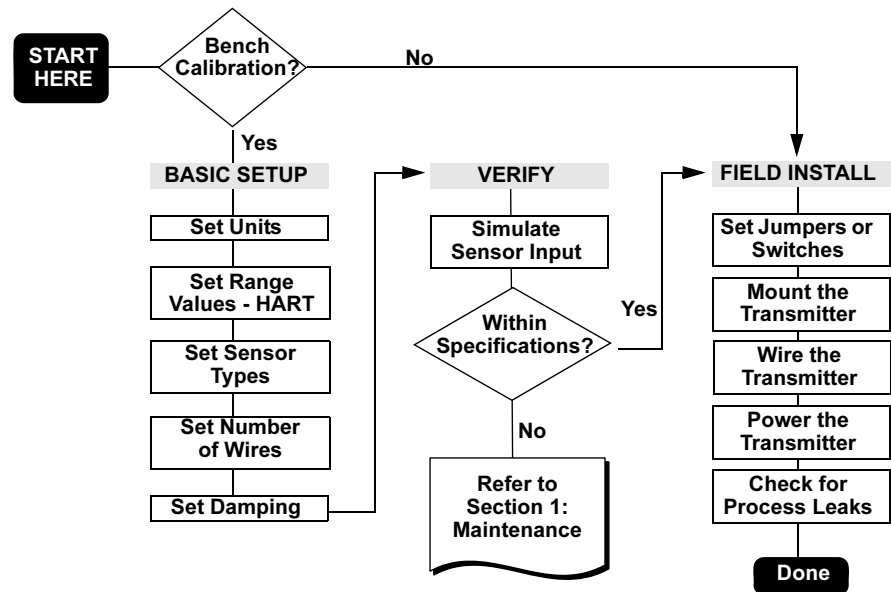 START
HERE
Bench
Calibration?
No
Yes
BASIC SETUP
Set Units
Set Range
Values - HART
Set Sensor
Types
Set Number
of Wires
Set Damping
VERIFY
Simulate
Sensor Input
Within
Specifications?
Yes
No
Refer to
Section 1:
Maintenance
FIELD INSTALL
Set Jumpers or
Switches
Mount the
Transmitter
Wire the
Transmitter
Power the
Transmitter
Check for
Process Leaks
Done